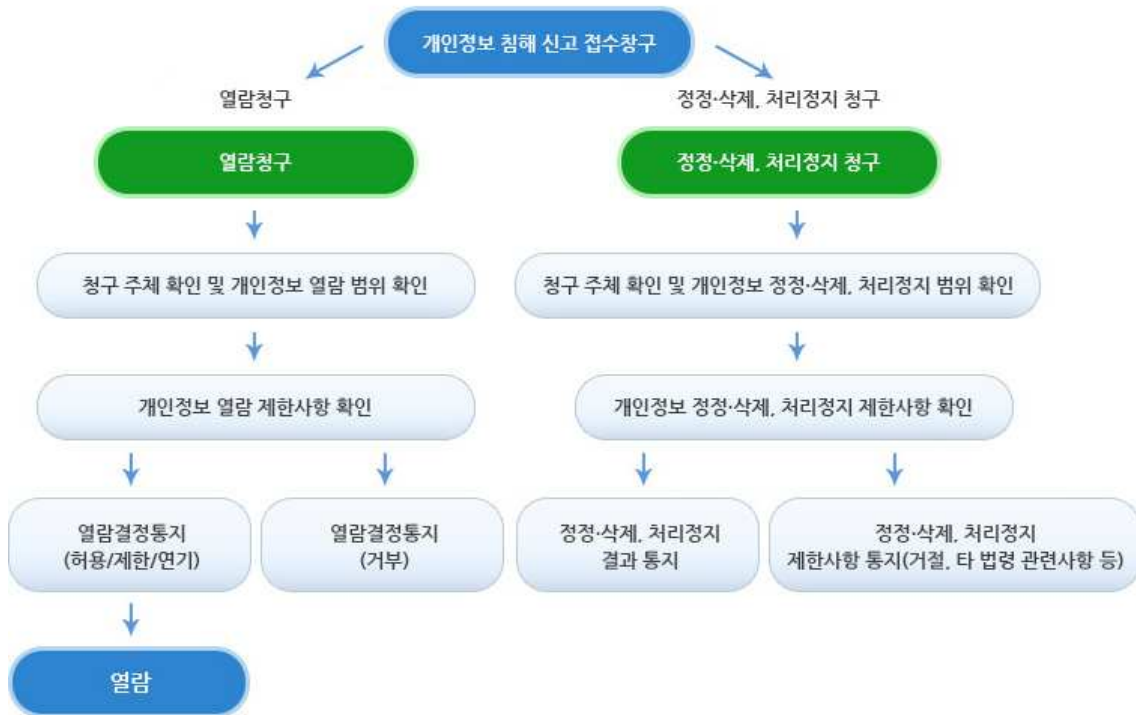 개인정보 침해 신고 접수창구
열람청구
정정·삭제, 처리정지 청구
열람청구
정정·삭제, 처리정지 청구
청구 주체 확인 및 개인정보 열람 범위 확인
청구 주체 확인 및 개인정보 정정·삭제, 처리정지 범위 확인
개인정보 열람 제한사항 확인
개인정보 정정·삭제, 처리정지 제한사항 확인
열람결정통지
(허용/제한/연기)
열람결정통지
(거부)
정정·삭제, 처리정지
결과 통지
정정·삭제, 처리정지
제한사항 통지(거절, 타 법령 관련사항 등)
열람